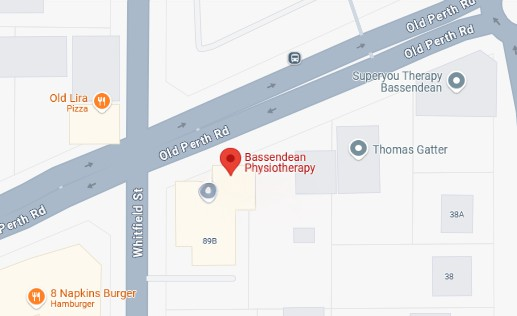 Old Perth Rd
Old Perth Rd
Superyou Therapy
Bassendean
Old Lira
Pizza
Old Perth Rd
Thomas Gatter
Bassendean
Physiotherapy
Whitfield St
Perth Rd
38A
89B
38
8 Napkins Burger
Hamburger